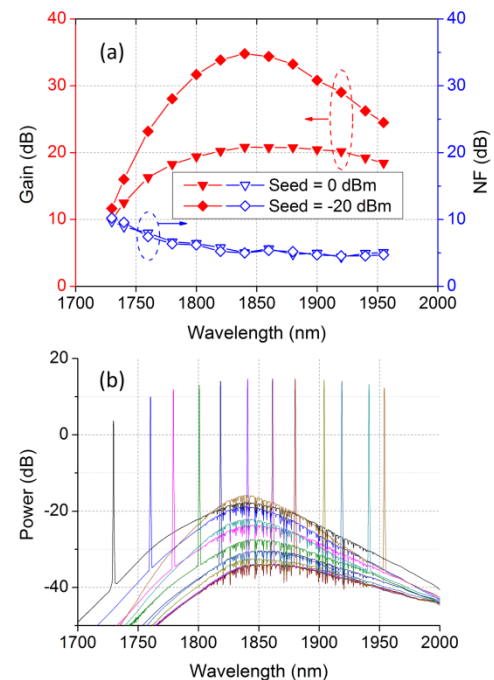 (a)
40
30
20
10
0
Gain (dB)
40
30
20
10
0
NF (dB)
Seed = 0 dBm
Seed = -20 dBm
1700 1750 1800 1850 1900 1950 2000
Wavelength (nm)
(b)
20
0
-20
-40
Power (dB)
1700 1750 1800 1850 1900 1950 2000
Wavelength (nm)